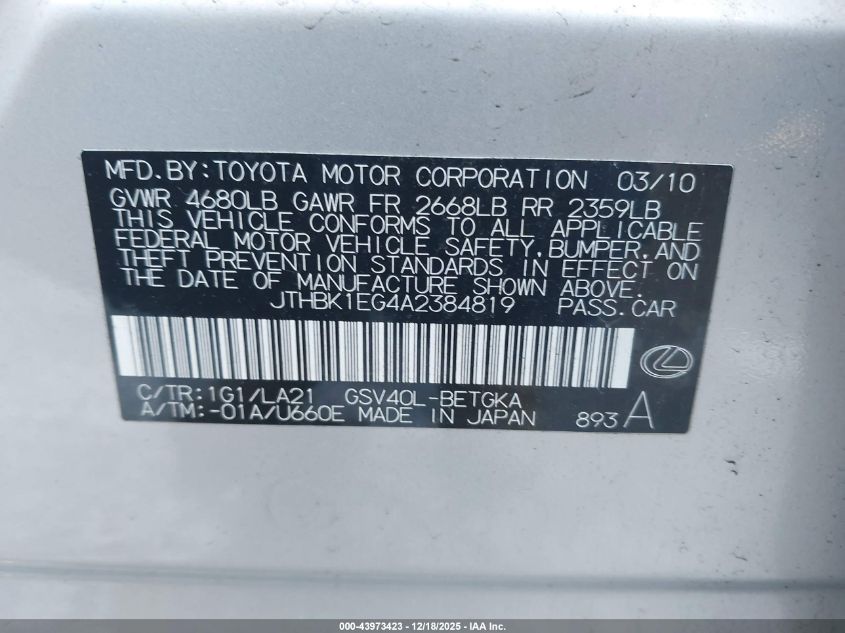 MFD.BY:TOYOTA MOTOR CORPORATION 03/10
GVWR 4680LB GAWR FR 2668LB RR 2359LB
THIS VEHICLE CONFORMS TO ALL APPLICABLE
FEDERAL MOTOR VEHICLE SAFETY,BUMPER,AND
THEFT PREVENTION STANDARDS IN EFFECT ON
THE DATE OF MANUFACTURE SHOWN ABOVE.
JTHBK1EG4A2384819 PASS.CAR
C/TR:1G1/LA21 GSV40L-BETGKA
A/TM:-01A/U660E MADE IN JAPAN 893 A
000-43973423 – 12/18/2025 – IAA Inc.